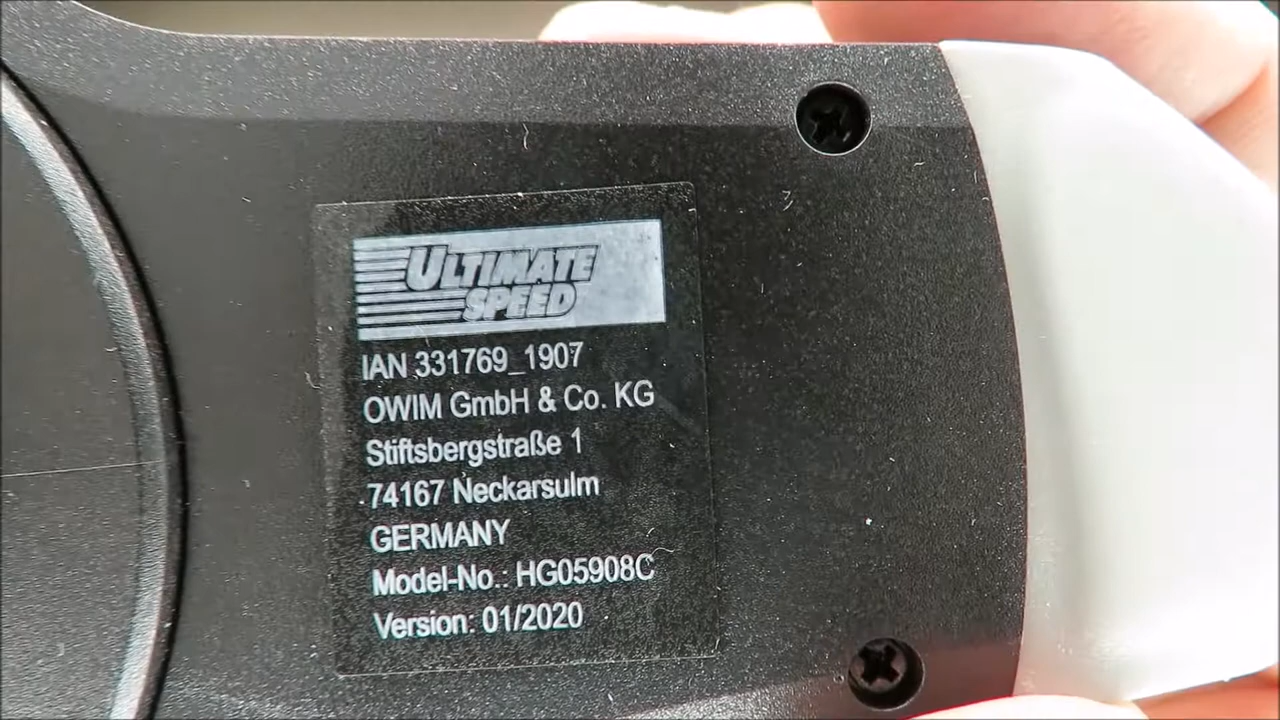 ULTIMATE
SPEED
IAN 331769_1907
OWIM GmbH & Co. KG
Stiftsbergstraße 1
74167 Neckarsulm
GERMANY
Model-No.: HG05908C
Version: 01/2020